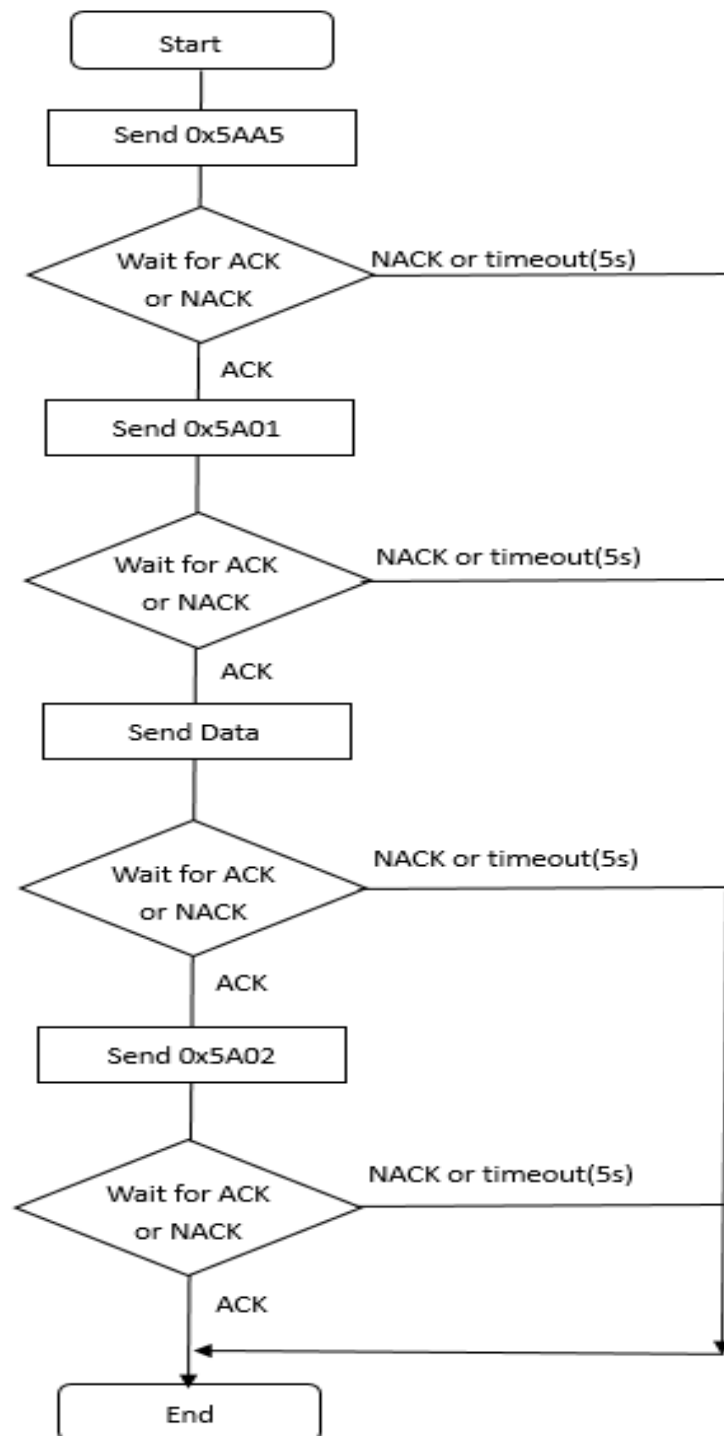 Start
Send 0x5AA5
Wait for ACK
or NACK
NACK or timeout(5s)
ACK
Send 0x5A01
Wait for ACK
or NACK
NACK or timeout(5s)
ACK
Send Data
Wait for ACK
or NACK
NACK or timeout(5s)
ACK
Send 0x5A02
Wait for ACK
or NACK
NACK or timeout(5s)
ACK
End